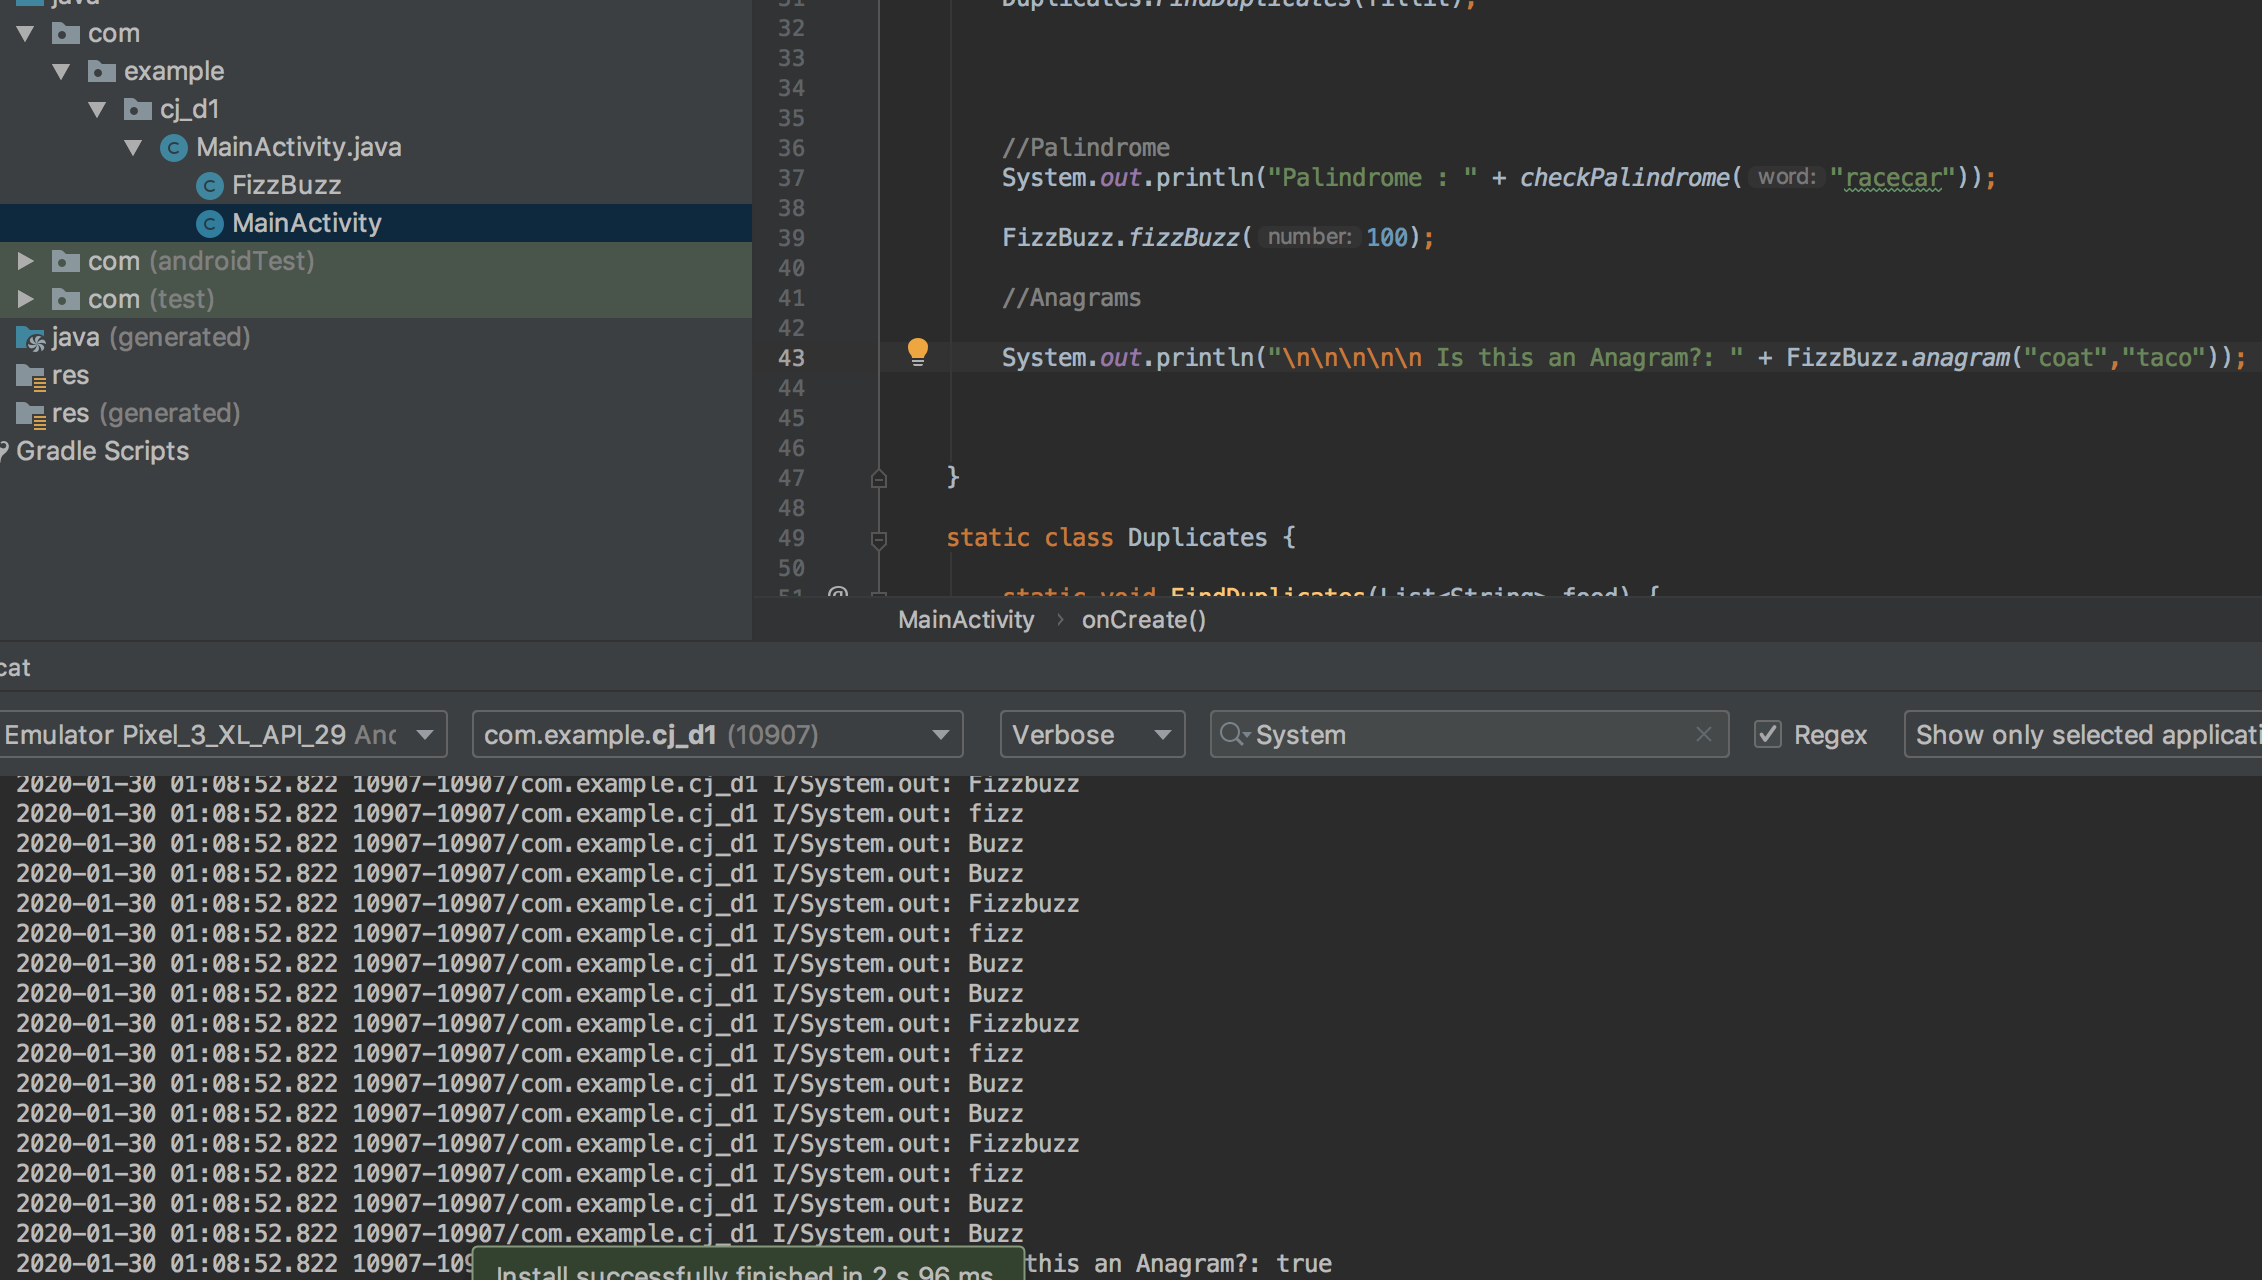 java
com
example
cj_d1
MainActivity.java
FizzBuzz
MainActivity
com (androidTest)
com (test)
java (generated)
res
res (generated)
Gradle Scripts
31 Duplicates.FindDuplicates(fillit);
32
33
34
35
36 //Palindrome
37 System.out.println("Palindrome : " + checkPalindrome( word: "racecar"));
38
39 FizzBuzz.fizzBuzz( number: 100);
40
41 //Anagrams
42
43 System.out.println("\n\n\n\n\n Is this an Anagram?: " + FizzBuzz.anagram("coat","taco"));
44
45
46
47 }
48
49 static class Duplicates {
50
51 @ static void FindDuplicates(List<String> feed) {
MainActivity › onCreate()
cat
Emulator Pixel_3_XL_API_29 And com.example.cj_d1 (10907) Verbose System Regex Show only selected applicati
2020-01-30 01:08:52.822 10907-10907/com.example.cj_d1 I/System.out: Fizzbuzz
2020-01-30 01:08:52.822 10907-10907/com.example.cj_d1 I/System.out: fizz
2020-01-30 01:08:52.822 10907-10907/com.example.cj_d1 I/System.out: Buzz
2020-01-30 01:08:52.822 10907-10907/com.example.cj_d1 I/System.out: Buzz
2020-01-30 01:08:52.822 10907-10907/com.example.cj_d1 I/System.out: Fizzbuzz
2020-01-30 01:08:52.822 10907-10907/com.example.cj_d1 I/System.out: fizz
2020-01-30 01:08:52.822 10907-10907/com.example.cj_d1 I/System.out: Buzz
2020-01-30 01:08:52.822 10907-10907/com.example.cj_d1 I/System.out: Buzz
2020-01-30 01:08:52.822 10907-10907/com.example.cj_d1 I/System.out: Fizzbuzz
2020-01-30 01:08:52.822 10907-10907/com.example.cj_d1 I/System.out: fizz
2020-01-30 01:08:52.822 10907-10907/com.example.cj_d1 I/System.out: Buzz
2020-01-30 01:08:52.822 10907-10907/com.example.cj_d1 I/System.out: Buzz
2020-01-30 01:08:52.822 10907-10907/com.example.cj_d1 I/System.out: Fizzbuzz
2020-01-30 01:08:52.822 10907-10907/com.example.cj_d1 I/System.out: fizz
2020-01-30 01:08:52.822 10907-10907/com.example.cj_d1 I/System.out: Buzz
2020-01-30 01:08:52.822 10907-10907/com.example.cj_d1 I/System.out: Buzz
2020-01-30 01:08:52.822 10907-109 this an Anagram?: true
Install successfully finished in 2 s 96 ms